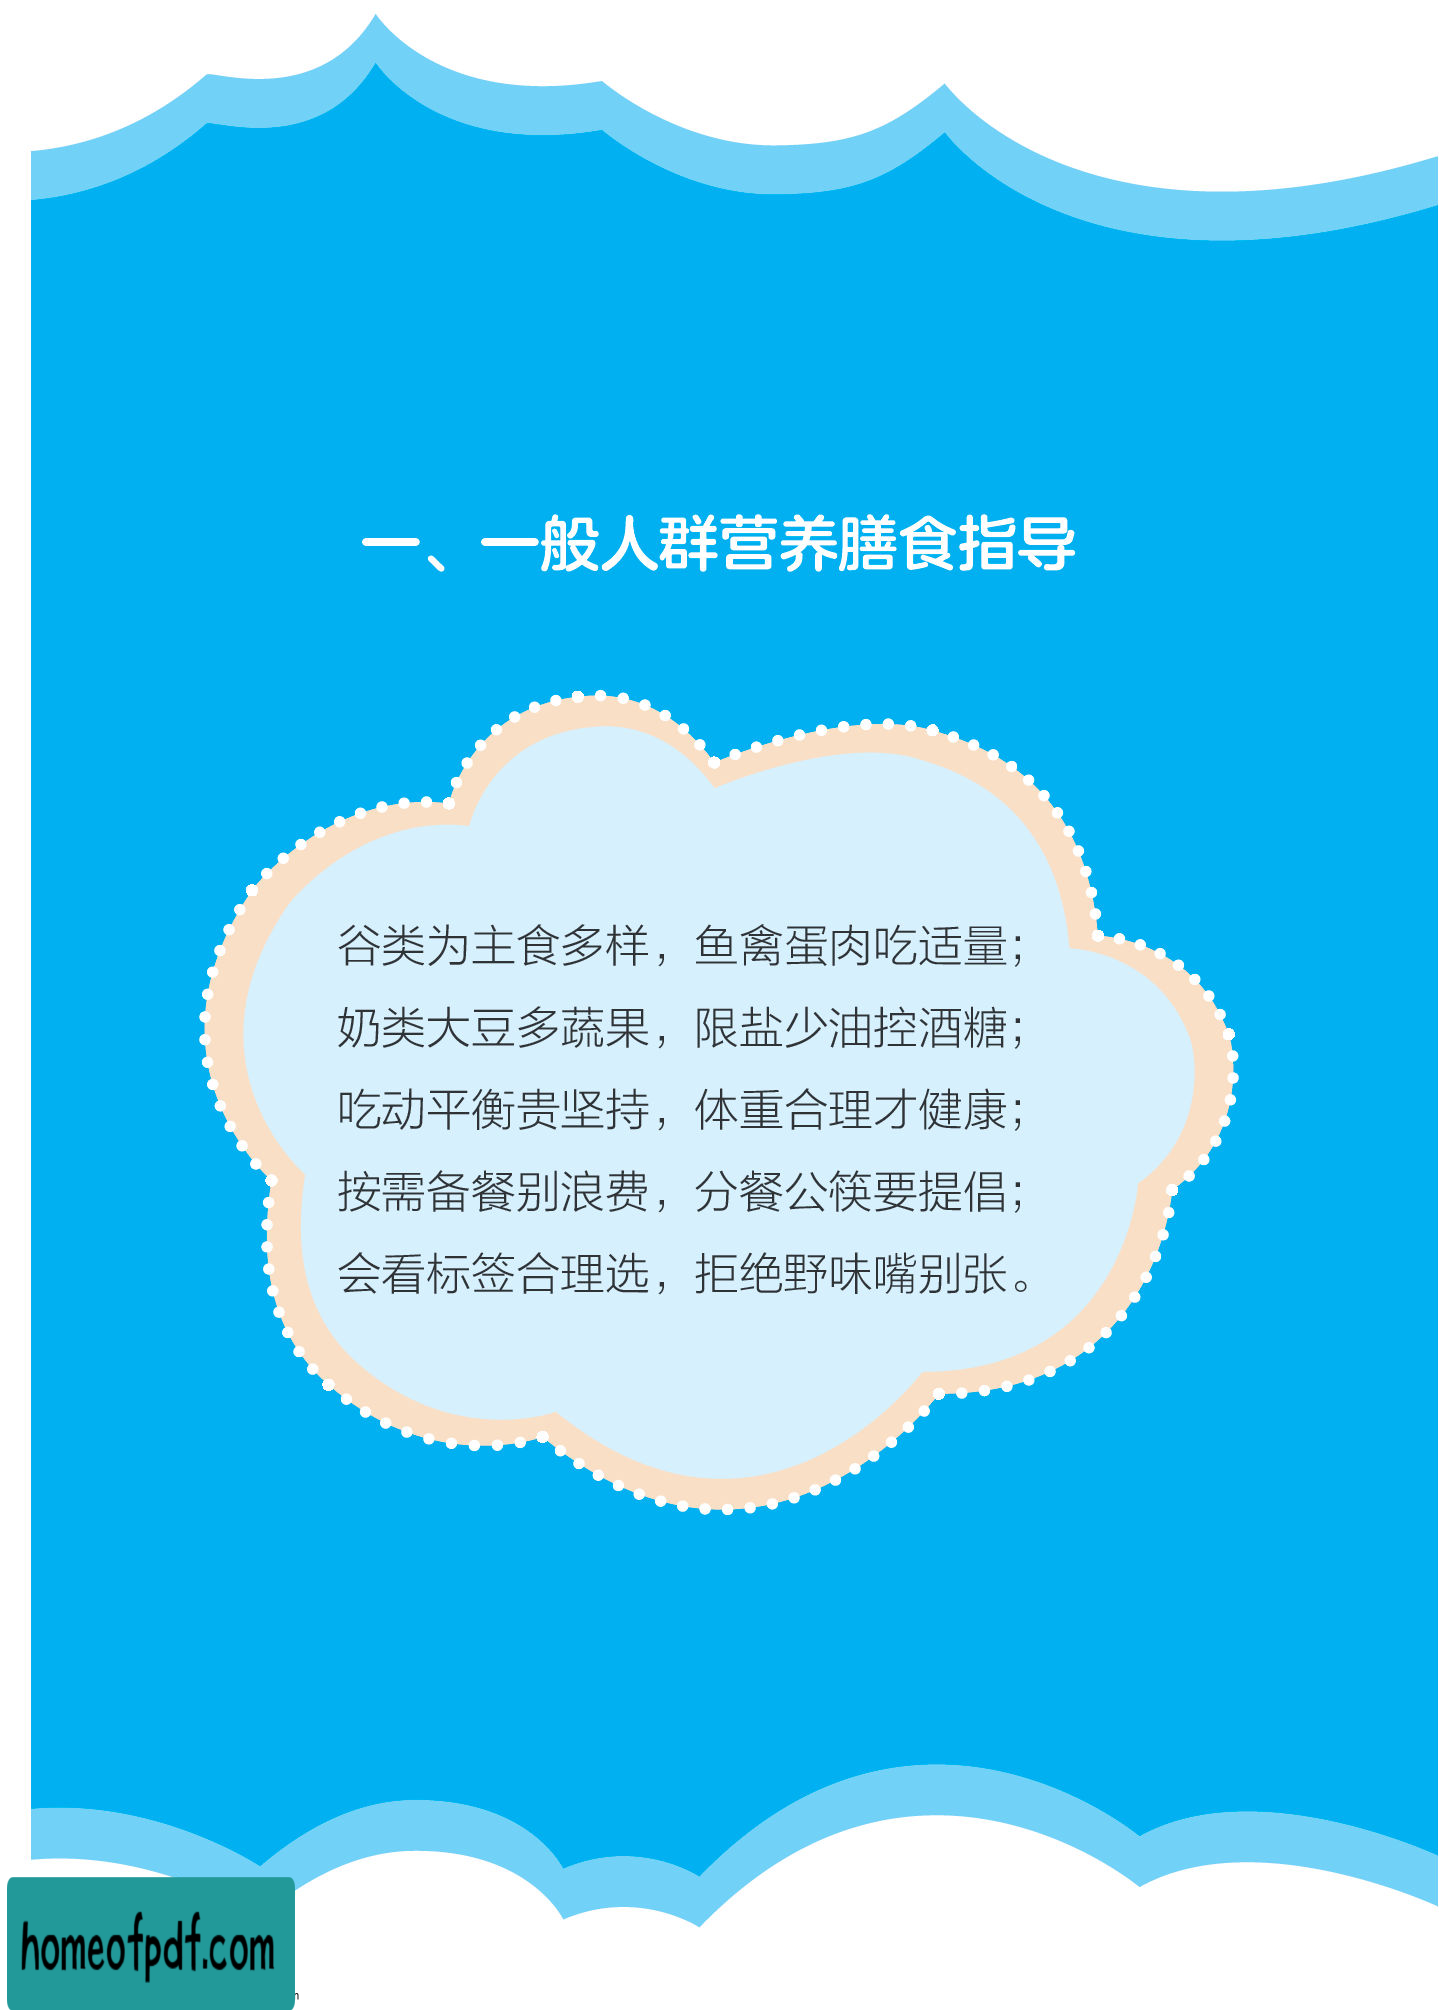 一、一般人群营养膳食指导
谷类为主食多样，鱼禽蛋肉吃适量；
奶类大豆多蔬果，限盐少油控酒糖；
吃动平衡贵坚持，体重合理才健康；
按需备餐别浪费，分餐公筷要提倡；
会看标签合理选，拒绝野味嘴别张。
homeofpdf.com